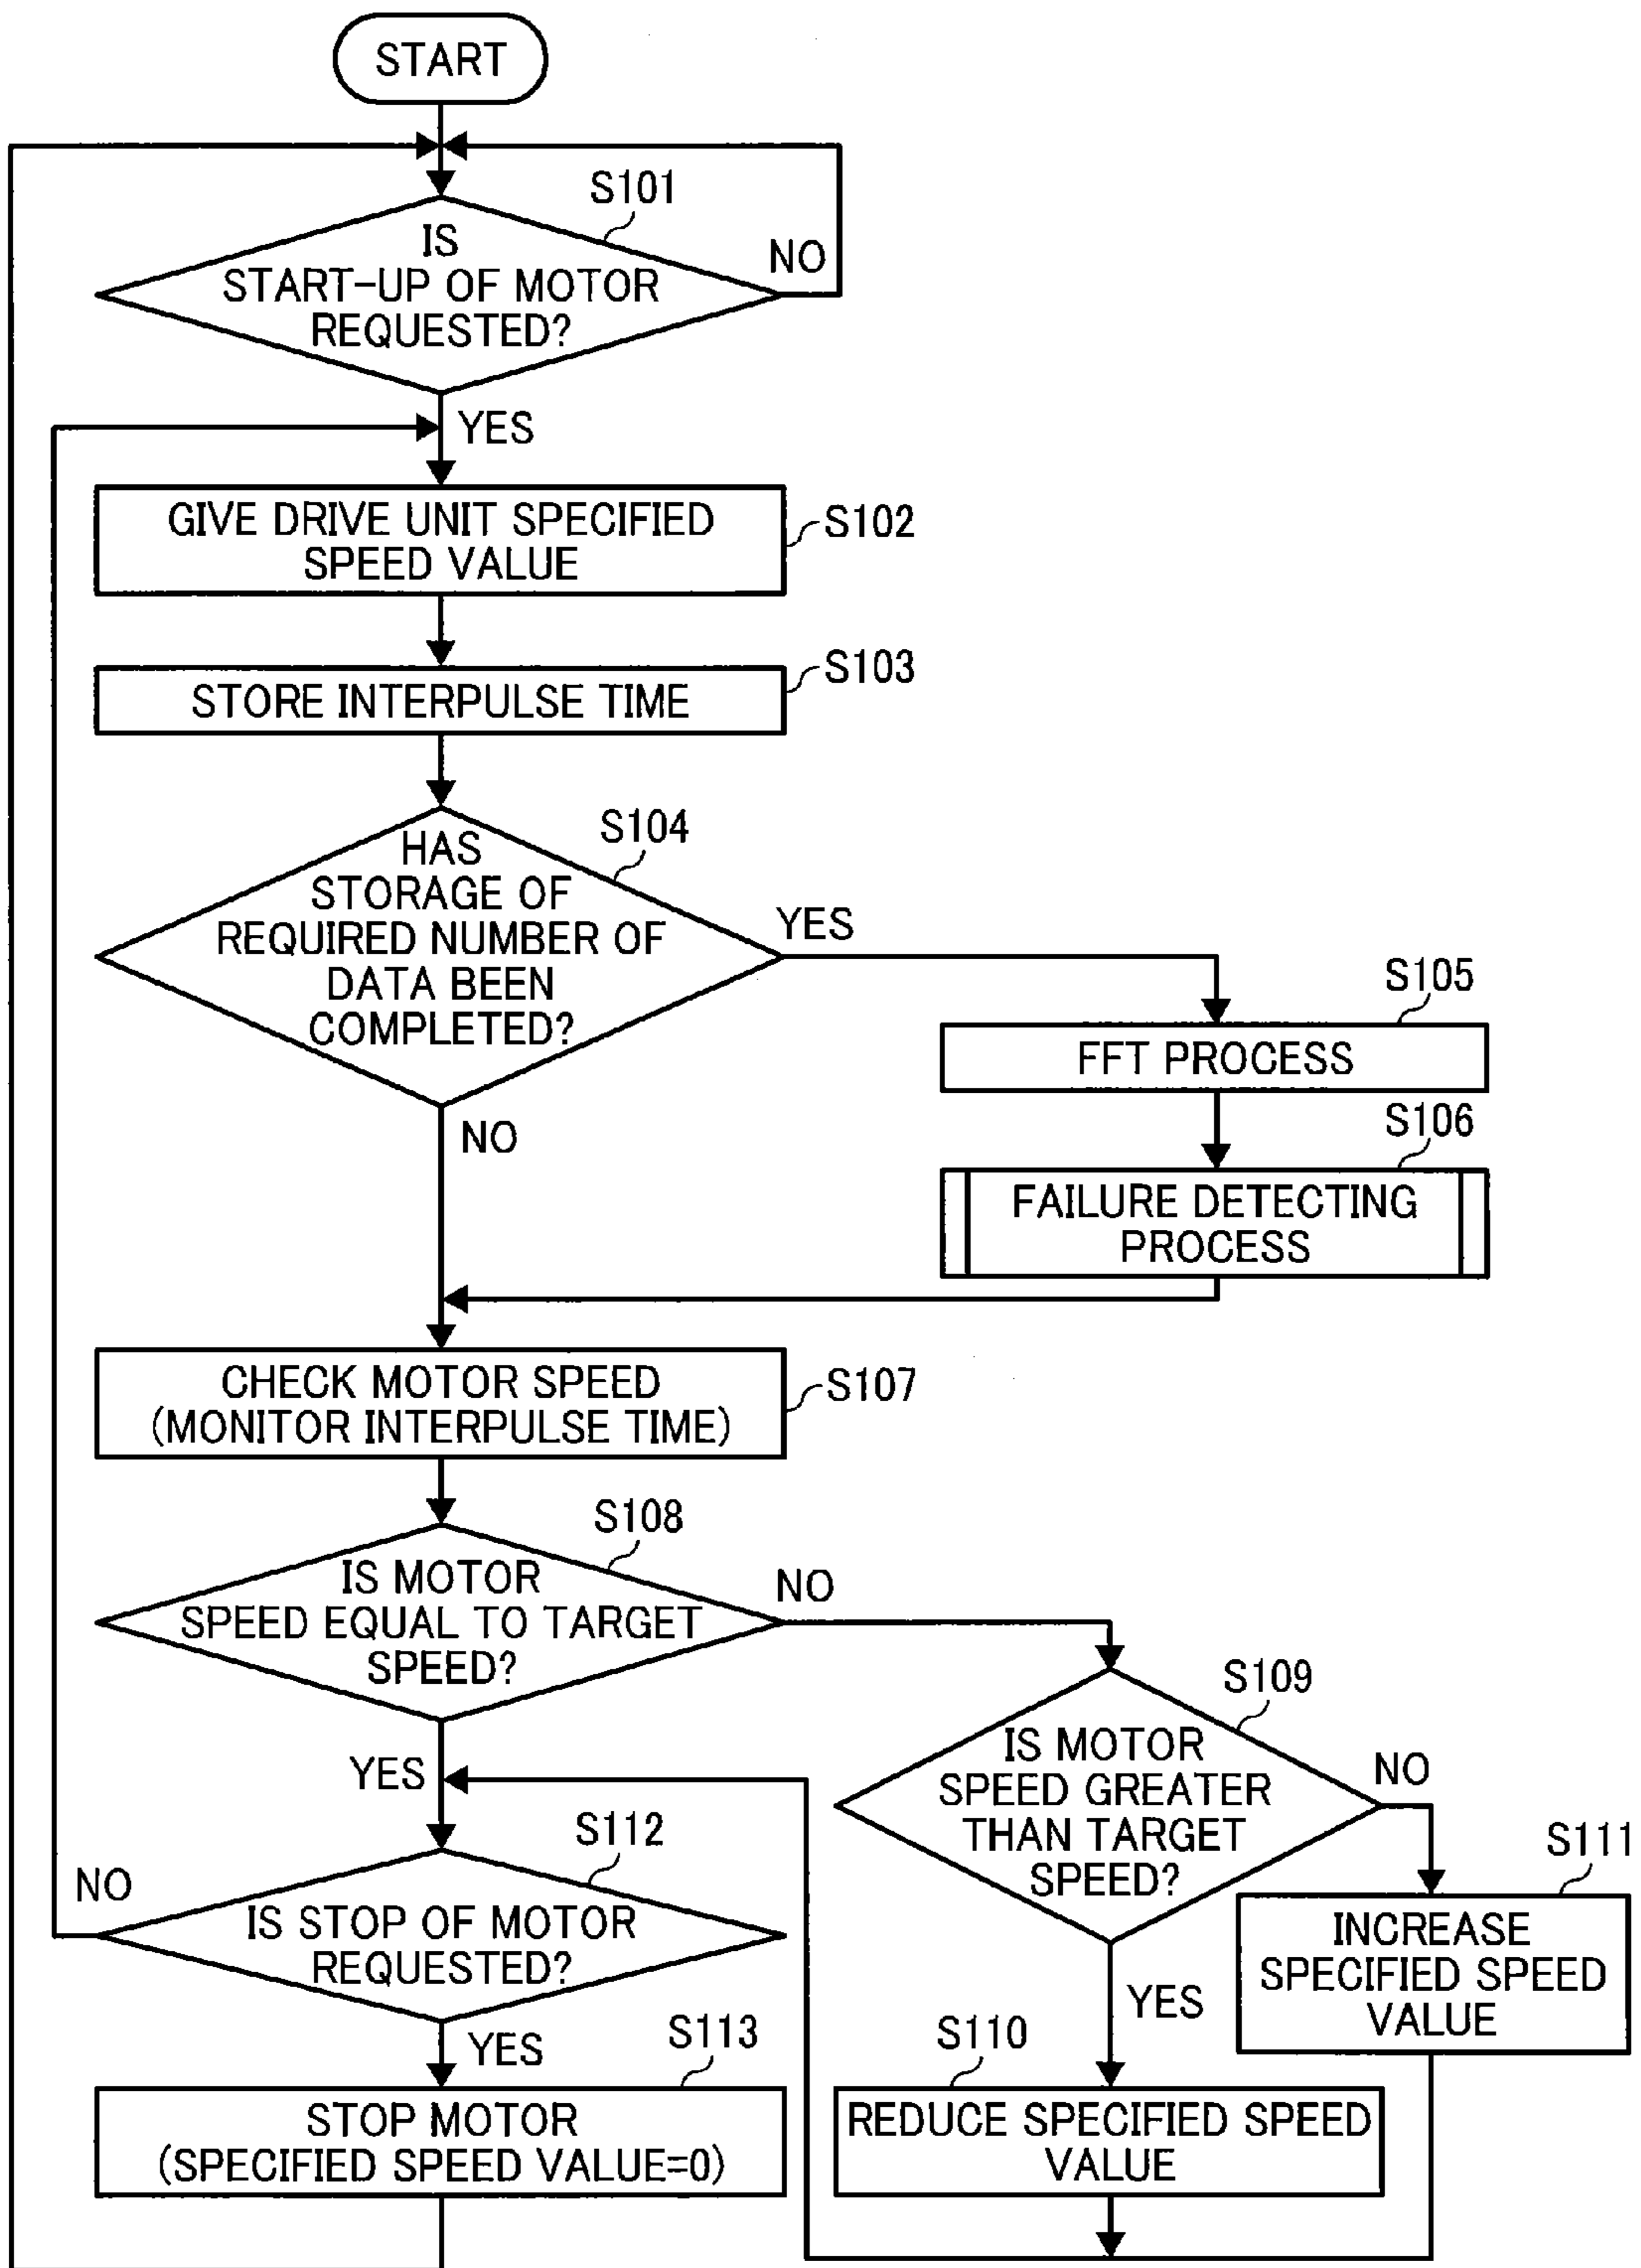 START
S101
IS
START-UP OF MOTOR
REQUESTED?
NO
YES
GIVE DRIVE UNIT SPECIFIED
SPEED VALUE
S102
STORE INTERPULSE TIME
S103
S104
HAS
STORAGE OF
REQUIRED NUMBER OF
DATA BEEN
COMPLETED?
YES
S105
FFT PROCESS
NO
S106
FAILURE DETECTING
PROCESS
CHECK MOTOR SPEED
(MONITOR INTERPULSE TIME)
S107
S108
IS MOTOR
SPEED EQUAL TO TARGET
SPEED?
NO
S109
IS MOTOR
SPEED GREATER
THAN TARGET
SPEED?
NO
YES
S111
INCREASE
SPECIFIED SPEED
VALUE
S112
NO
IS STOP OF MOTOR
REQUESTED?
YES
YES
S110
REDUCE SPECIFIED SPEED
VALUE
S113
STOP MOTOR
(SPECIFIED SPEED VALUE=0)